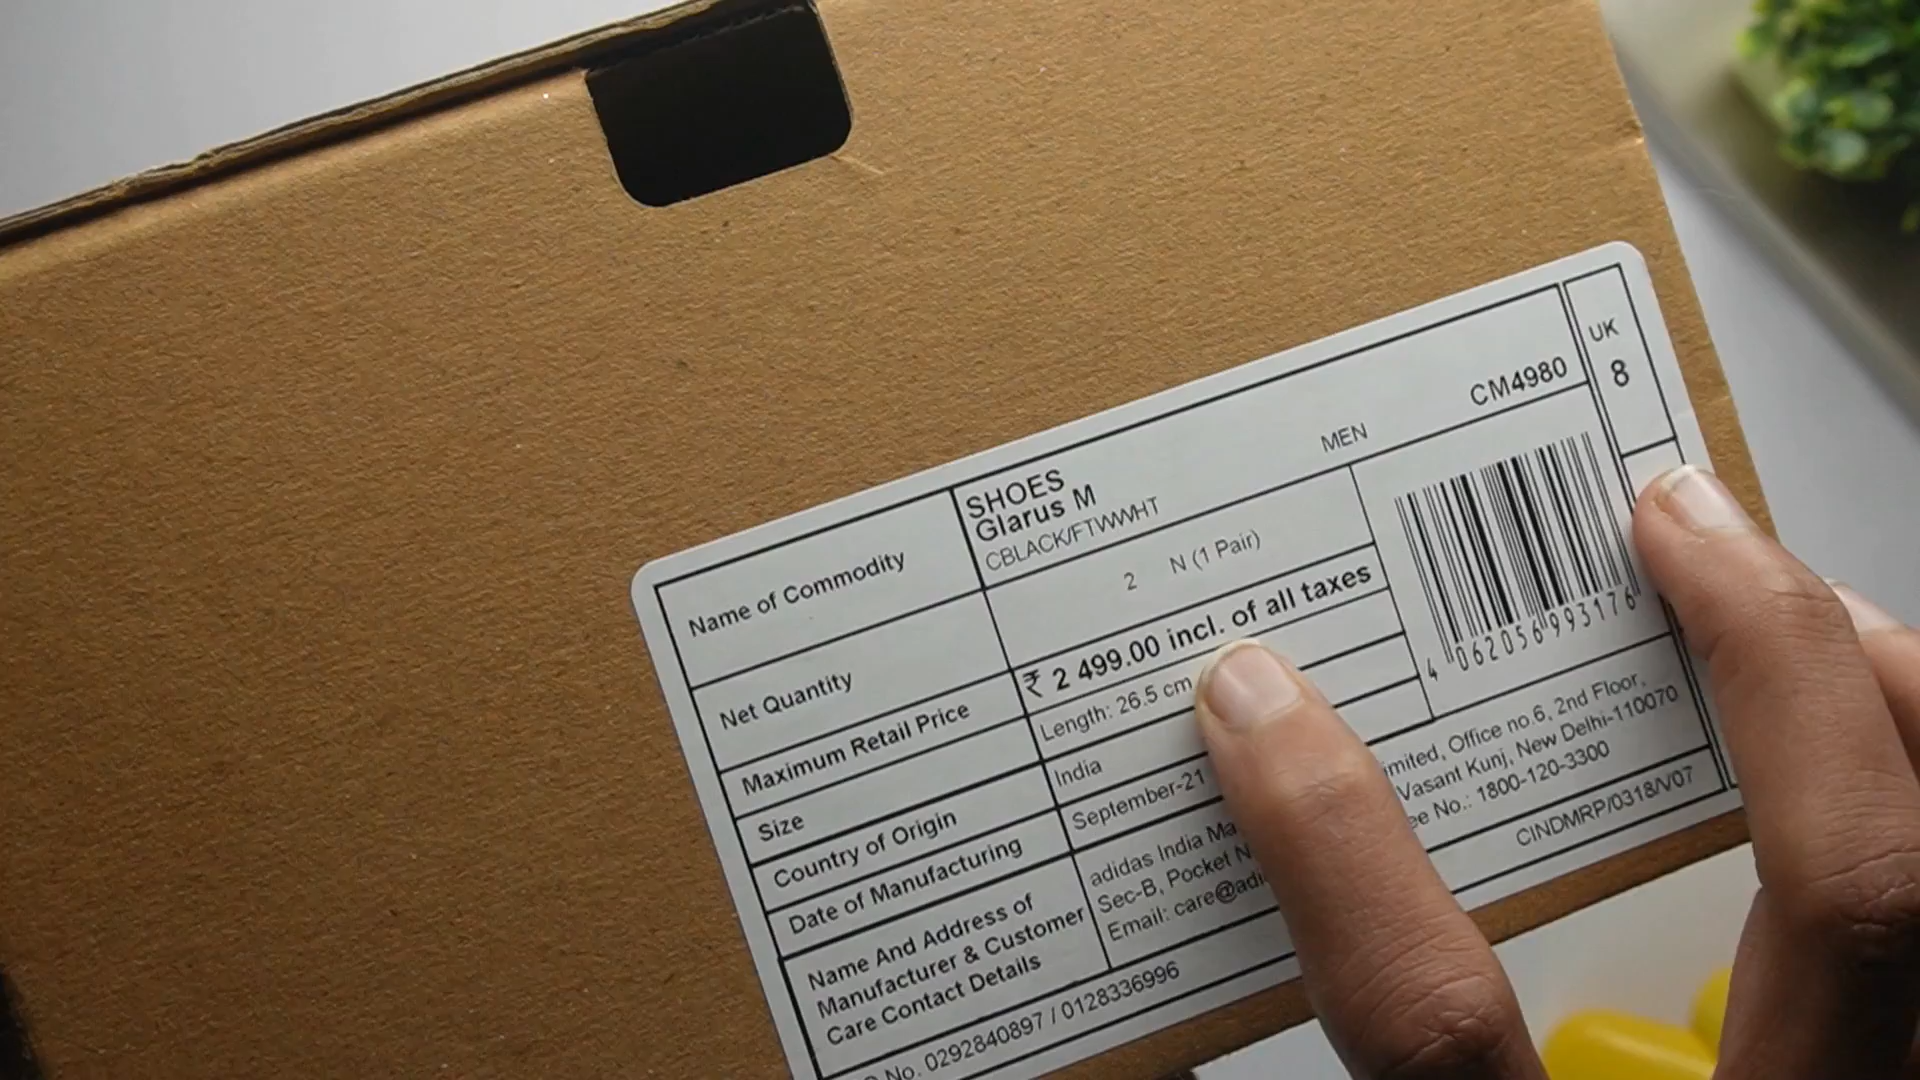 Name of Commodity
SHOES
Glarus M
CBLACK/FTWWHT
MEN
CM4980
UK
8
Net Quantity
2 N (1 Pair)
Maximum Retail Price
₹ 2 499.00 incl. of all taxes
Size
Length: 26.5 cm
Country of Origin
India
Date of Manufacturing
September-21
4 062056 993176
Name And Address of
Manufacturer & Customer
Care Contact Details
adidas India
imited, Office no.6, 2nd Floor,
Sec-B, Pocket
Vasant Kunj, New Delhi-110070
Email: care@adi
ee No.: 1800-120-3300
No. 0292840897 / 0128336996
CINDMRP/0318/V07